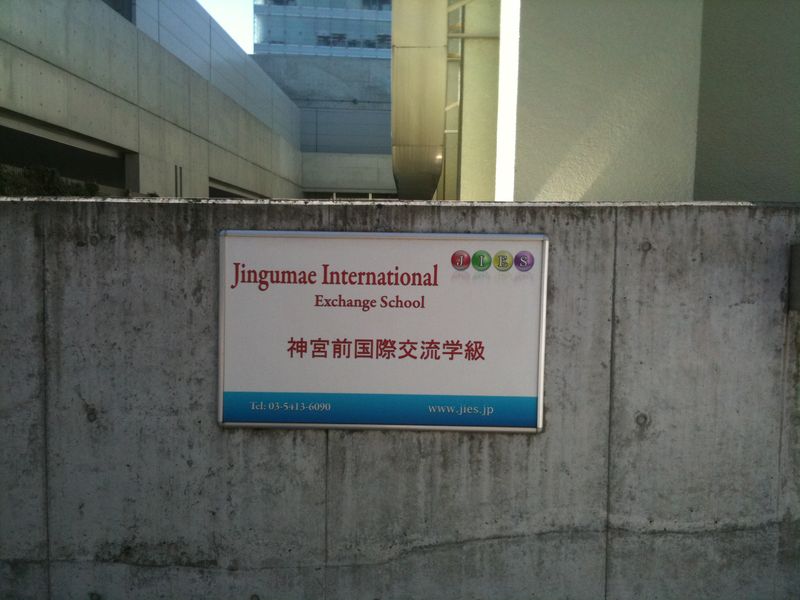 Jingumae International
JIES
Exchange School
神宮前国際交流学級
Tel: 03-5413-6090
www.jies.jp